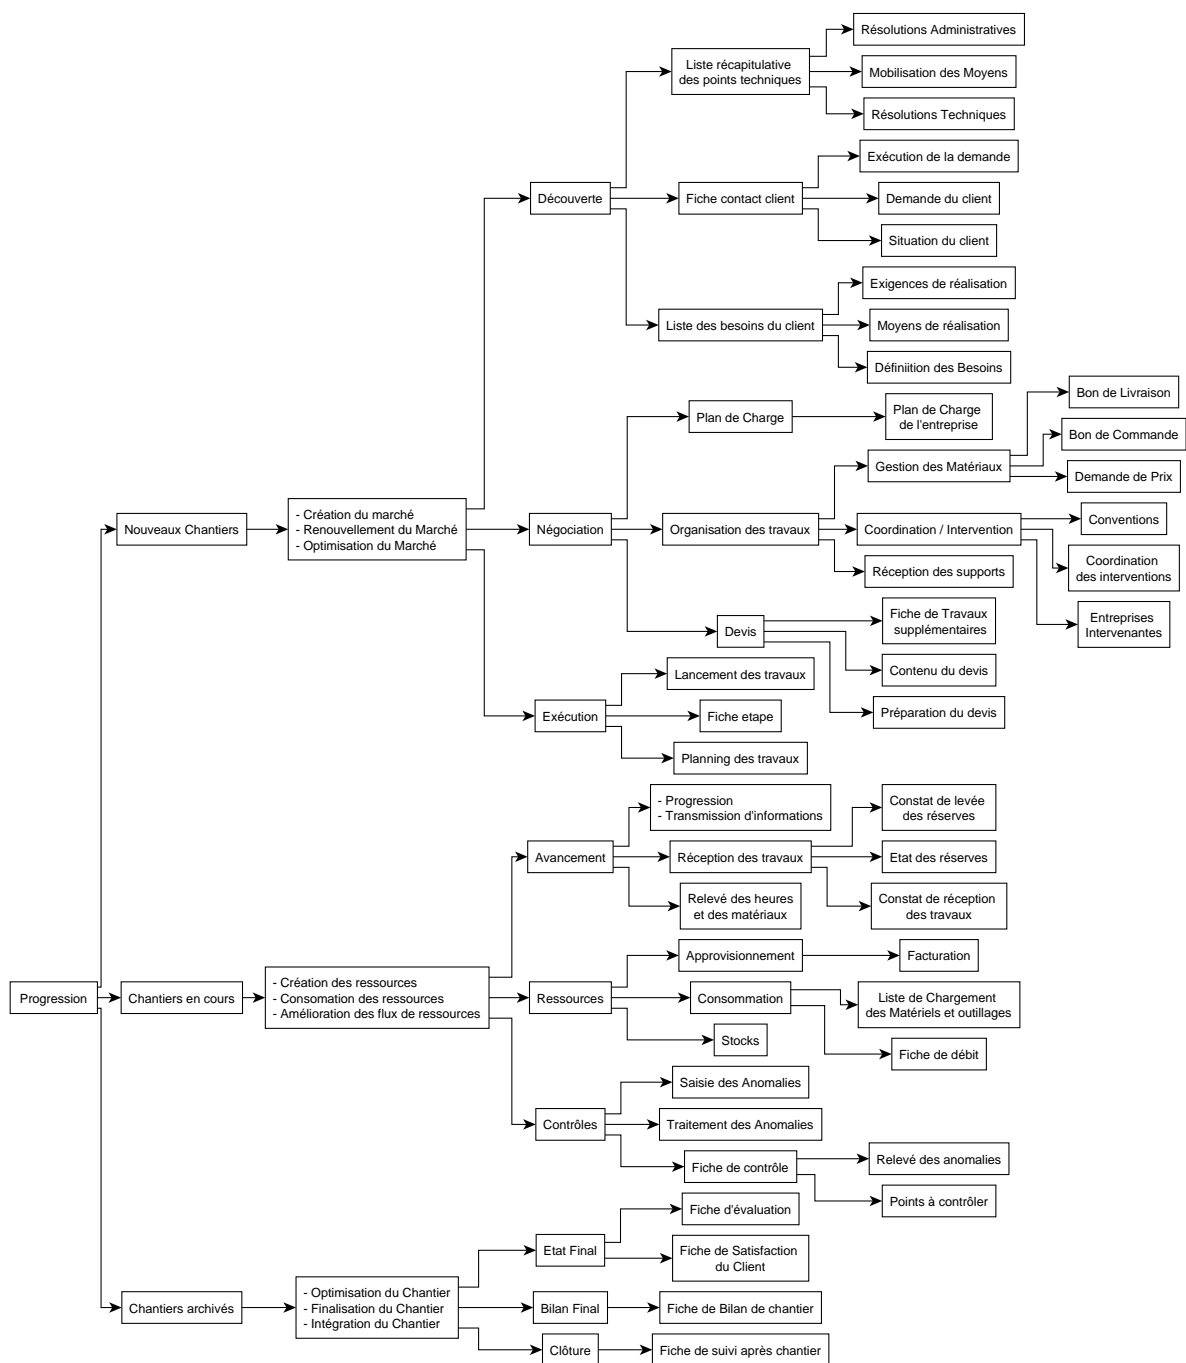 Résolutions Administratives
Liste récapitulative
des points techniques
Mobilisation des Moyens
Résolutions Techniques
Exécution de la demande
Découverte
Fiche contact client
Demande du client
Situation du client
Exigences de réalisation
Liste des besoins du client
Moyens de réalisation
Définiition des Besoins
Bon de Livraison
Plan de Charge
Plan de Charge
de l'entreprise
Bon de Commande
Gestion des Matériaux
Demande de Prix
Nouveaux Chantiers
- Création du marché
- Renouvellement du Marché
- Optimisation du Marché
Négociation
Organisation des travaux
Coordination / Intervention
Conventions
Coordination
des interventions
Réception des supports
Entreprises
Intervenantes
Devis
Fiche de Travaux
supplémentaires
Contenu du devis
Préparation du devis
Lancement des travaux
Exécution
Fiche etape
Planning des travaux
- Progression
- Transmission d'informations
Constat de levée
des réserves
Avancement
Réception des travaux
Etat des réserves
Relevé des heures
et des matériaux
Constat de réception
des travaux
Approvisionnement
Facturation
Progression
Chantiers en cours
- Création des ressources
- Consomation des ressources
- Amélioration des flux de ressources
Ressources
Consommation
Liste de Chargement
des Matériels et outillages
Stocks
Fiche de débit
Saisie des Anomalies
Contrôles
Traitement des Anomalies
Fiche de contrôle
Relevé des anomalies
Points à contrôler
Fiche d'évaluation
Etat Final
Fiche de Satisfaction
du Client
Chantiers archivés
- Optimisation du Chantier
- Finalisation du Chantier
- Intégration du Chantier
Bilan Final
Fiche de Bilan de chantier
Clôture
Fiche de suivi après chantier